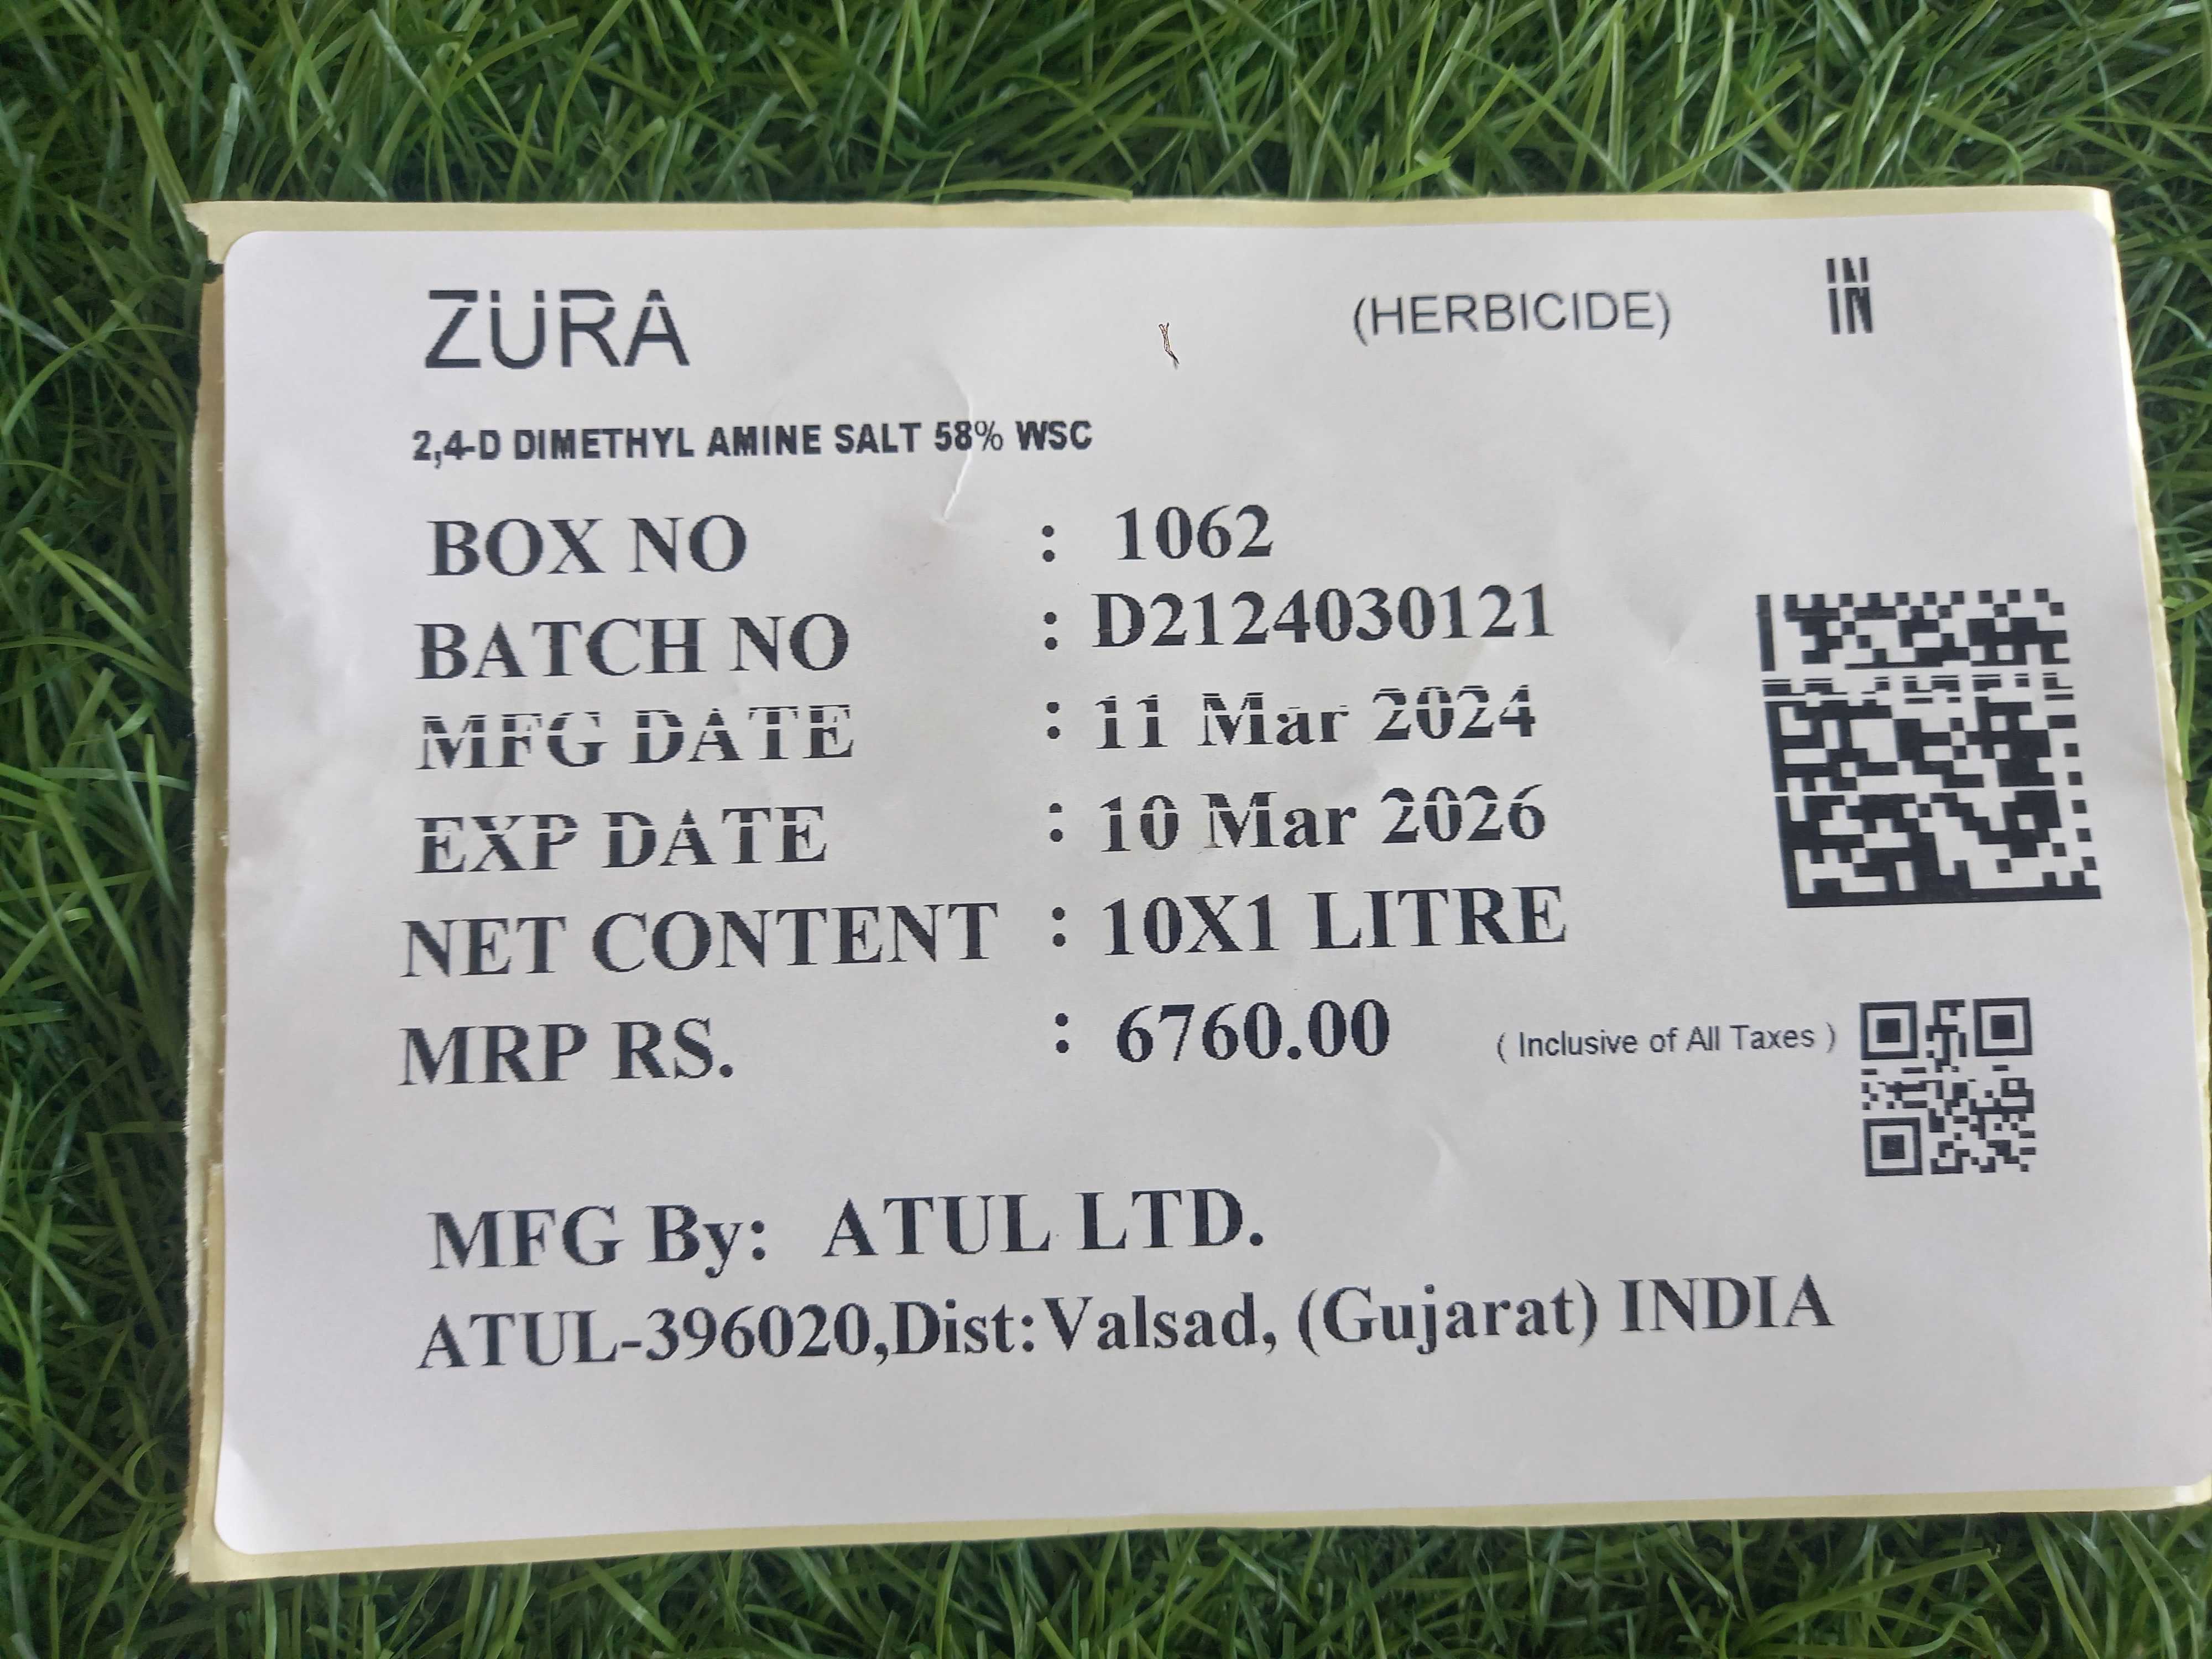 ZURA (HERBICIDE) IN
2,4-D DIMETHYL AMINE SALT 58% WSC
BOX NO : 1062
BATCH NO : D2124030121
MFG DATE : 11 Mar 2024
EXP DATE : 10 Mar 2026
NET CONTENT : 10X1 LITRE
MRP RS. : 6760.00 ( Inclusive of All Taxes )
MFG By: ATUL LTD.
ATUL-396020,Dist:Valsad, (Gujarat) INDIA